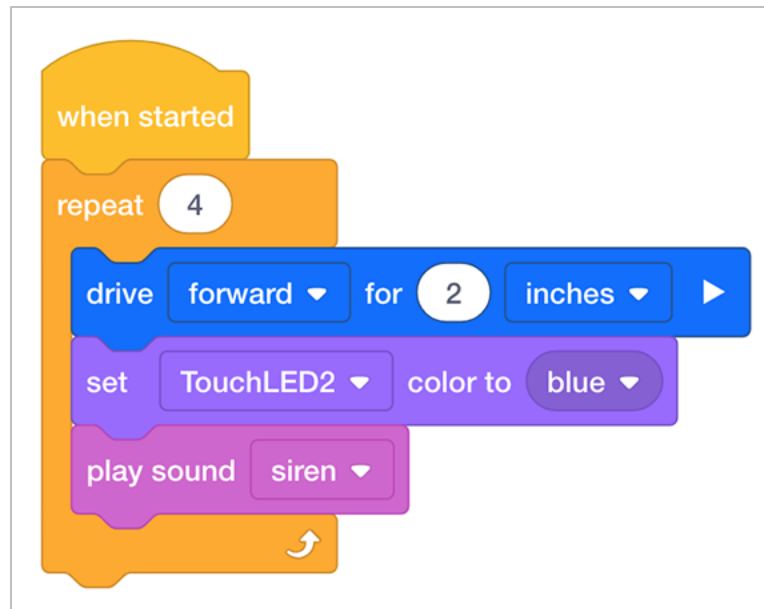 when started
repeat 4
drive forward for 2 inches
set TouchLED2 color to blue
play sound siren